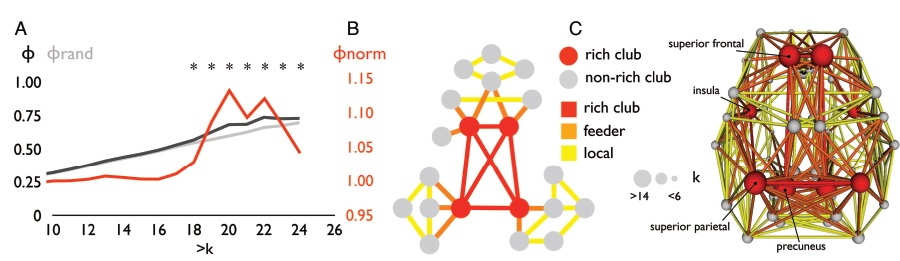 A
ϕ ϕrand
* * * * * * *
1.00
0.75
0.50
0.25
0
10 12 14 16 18 20 22 24 26
>k
ϕnorm
1.15
1.10
1.05
1.00
0.95
B
rich club
non-rich club
rich club
feeder
local
C
superior frontal
insula
k
>14 <6
superior parietal
precuneus